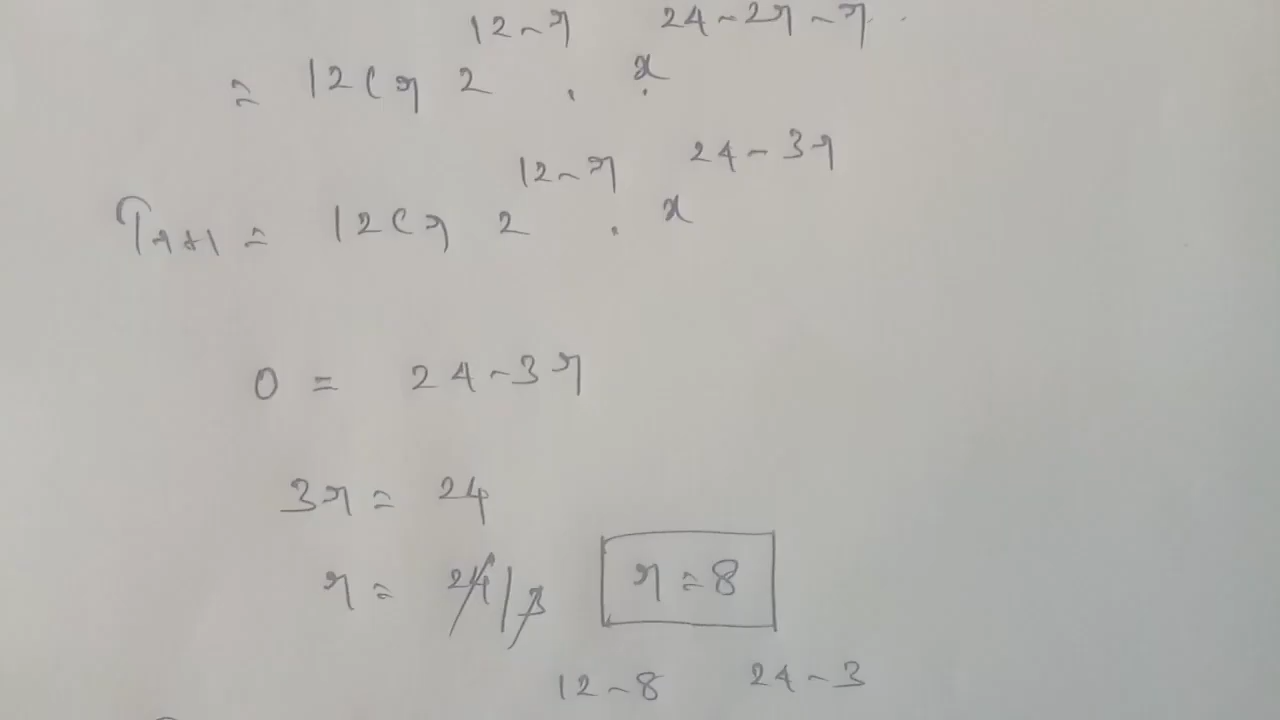 = 12Cr 2^{12-r} . x^{24-2r-r}
T_{r+1} = 12Cr 2^{12-r} . x^{24-3r}
0 = 24-3r
3r = 24
r = 24/3 r = 8
12-8 24-3